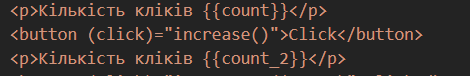 <p>Кількість кліків {{count}}</p>
<button (click)="increase()">Click</button>
<p>Кількість кліків {{count_2}}</p>